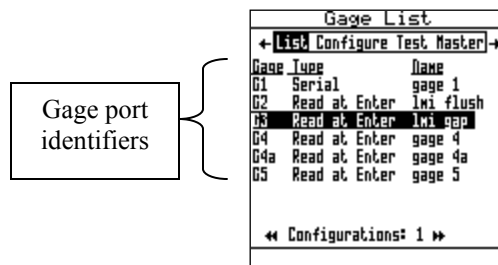 Gage List
List Configure Test Master
Gage Type Name
G1 Serial gage 1
G2 Read at Enter lmi flush
G3 Read at Enter lmi gap
G4 Read at Enter gage 4
G4a Read at Enter gage 4a
G5 Read at Enter gage 5
Configurations: 1
Gage port
identifiers